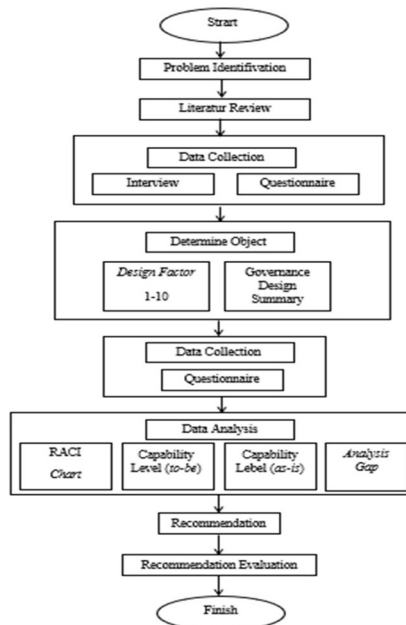 Strart
Problem Identifivation
Literatur Review
Data Collection
Interview
Questionnaire
Determine Object
Design Factor
1-10
Governance
Design
Summary
Data Collection
Questionnaire
Data Analysis
RACI
Chart
Capability
Level (to-be)
Capability
Lebel (as-is)
Analysis
Gap
Recommendation
Recommendation Evaluation
Finish